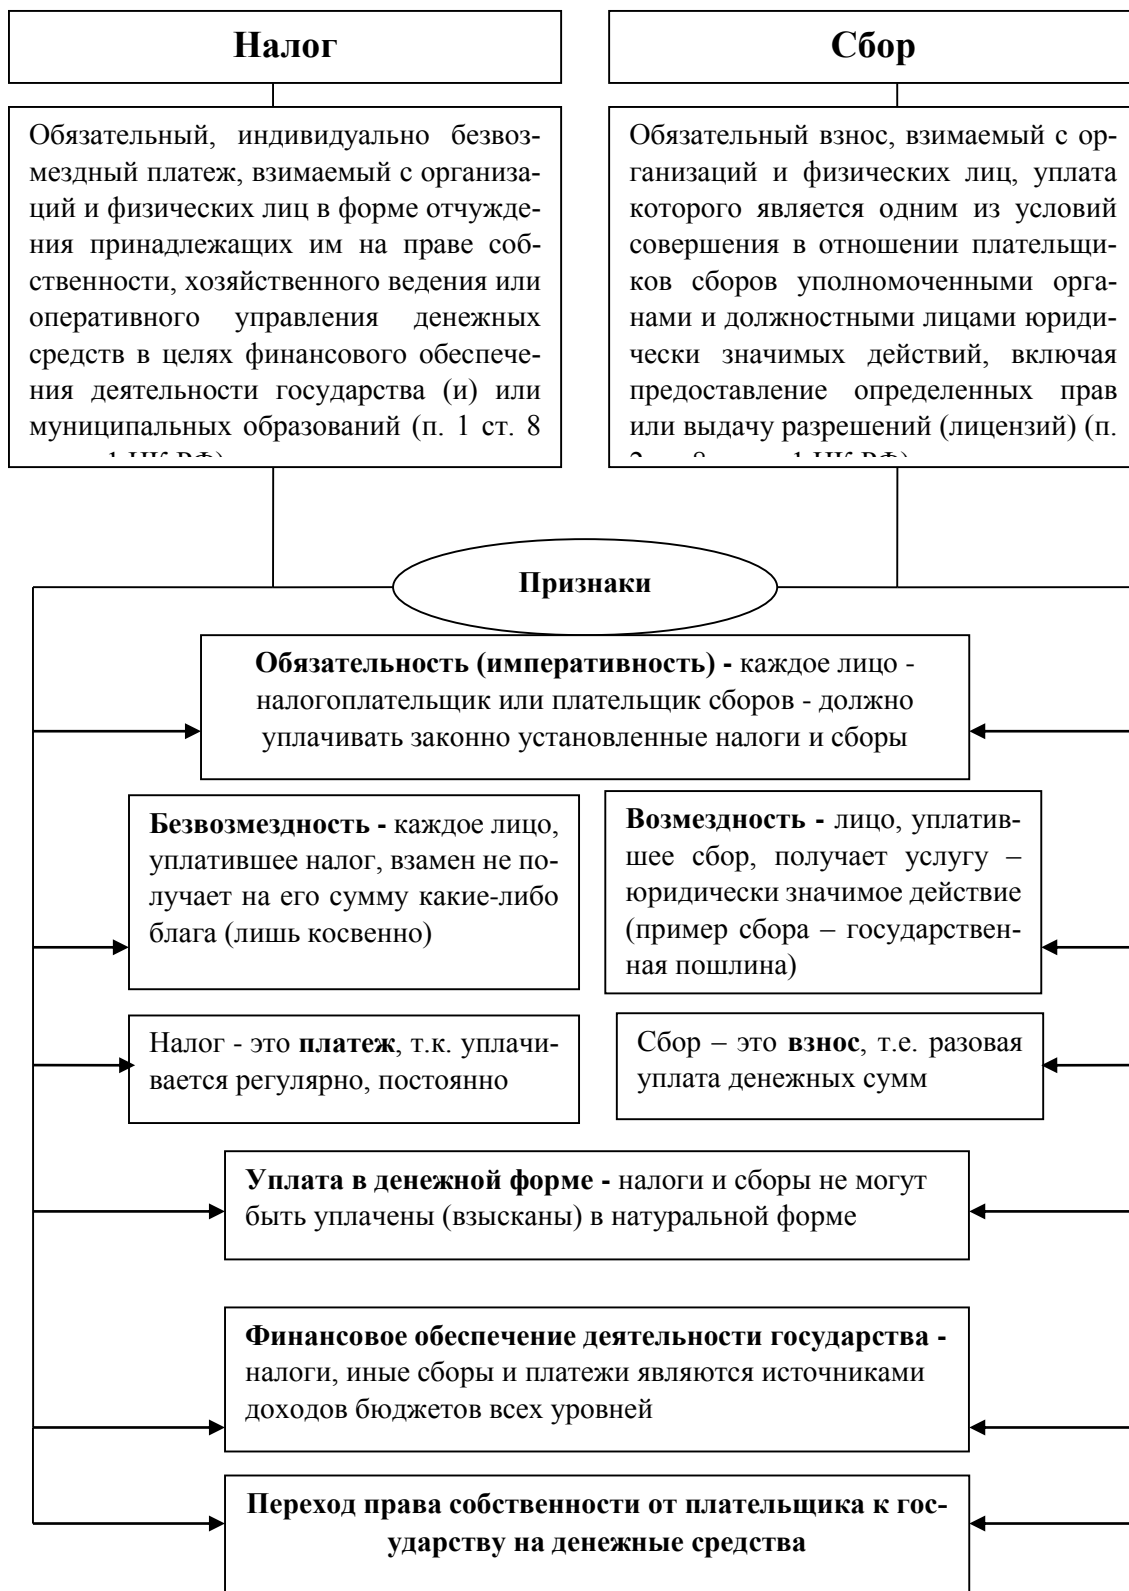 Налог
Обязательный, индивидуально безвоз-
мездный платеж, взимаемый с организа-
ций и физических лиц в форме отчужде-
ния принадлежащих им на праве соб-
ственности, хозяйственного ведения или
оперативного управления денежных
средств в целях финансового обеспече-
ния деятельности государства (и) или
муниципальных образований (п. 1 ст. 8
Сбор
Обязательный взнос, взимаемый с ор-
ганизаций и физических лиц, уплата
которого является одним из условий
совершения в отношении плательщи-
ков сборов уполномоченными орга-
нами и должностными лицами юриди-
чески значимых действий, включая
предоставление определенных прав
или выдачу разрешений (лицензий) (п.
Признаки
Обязательность (императивность) - каждое лицо -
налогоплательщик или плательщик сборов - должно
уплачивать законно установленные налоги и сборы
Безвозмездность - каждое лицо,
уплатившее налог, взамен не по-
лучает на его сумму какие-либо
блага (лишь косвенно)
Возмездность - лицо, уплатив-
шее сбор, получает услугу –
юридически значимое действие
(пример сбора – государствен-
ная пошлина)
Налог - это платеж, т.к. уплачи-
вается регулярно, постоянно
Сбор – это взнос, т.е. разовая
уплата денежных сумм
Уплата в денежной форме - налоги и сборы не могут
быть уплачены (взысканы) в натуральной форме
Финансовое обеспечение деятельности государства -
налоги, иные сборы и платежи являются источниками
доходов бюджетов всех уровней
Переход права собственности от плательщика к гос-
ударству на денежные средства